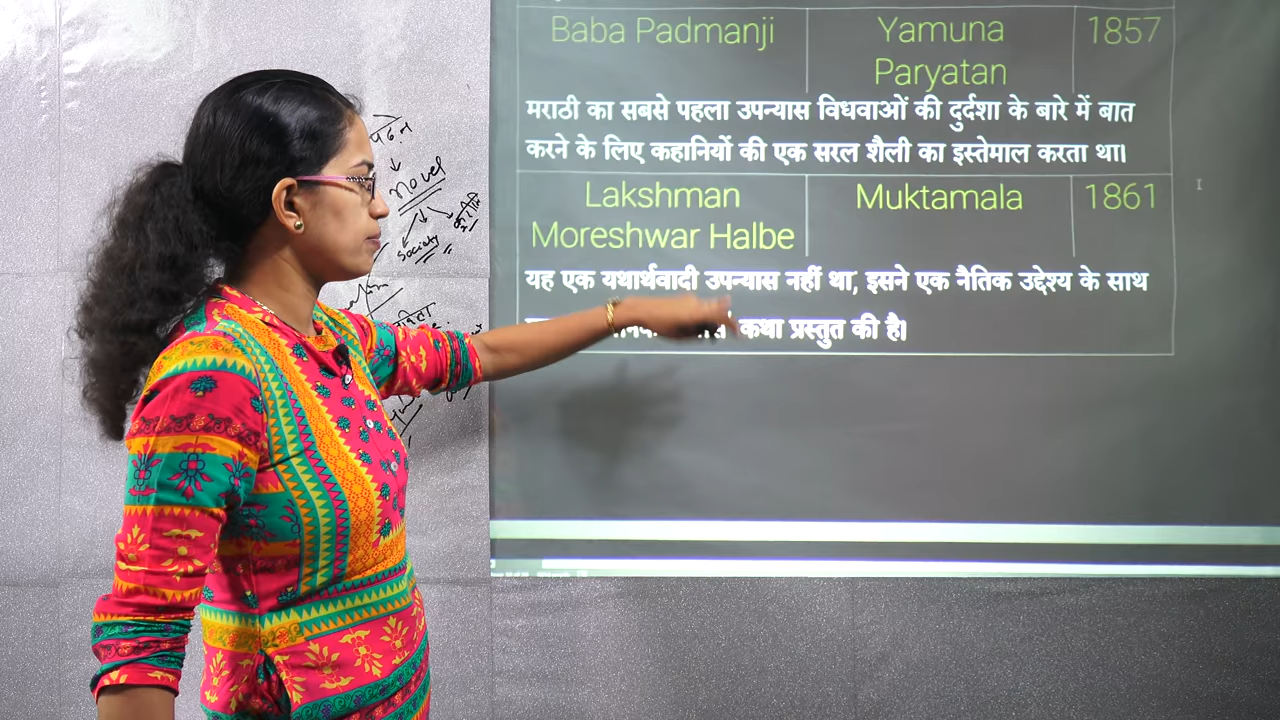 Baba Padmanji
Yamuna
Paryatan
1857
मराठी का सबसे पहला उपन्यास विधवाओं की दुर्दशा के बारे में बात
करने के लिए कहानियों की एक सरल शैली का इस्तेमाल करता था।
Lakshman
Moreshwar Halbe
Muktamala
1861
यह एक यथार्थवादी उपन्यास नहीं था, इसने एक नैतिक उद्देश्य के साथ
कथा प्रस्तुत की है।
novel
society